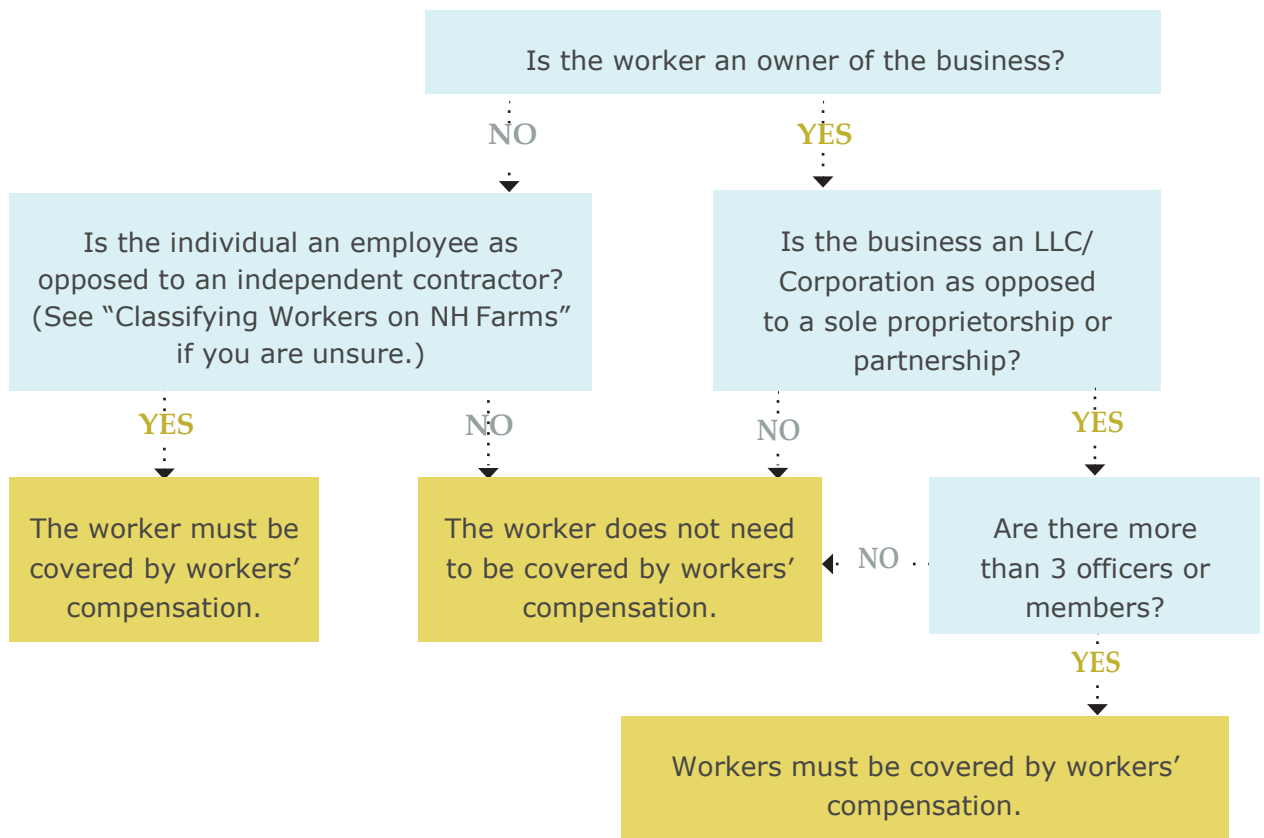 Is the worker an owner of the business?
NO
YES
Is the individual an employee as
opposed to an independent contractor?
(See “Classifying Workers on NH Farms”
if you are unsure.)
Is the business an LLC/
Corporation as opposed
to a sole proprietorship or
partnership?
YES
NO
NO
YES
The worker must be
covered by workers’
compensation.
The worker does not need
to be covered by workers’
compensation.
NO
Are there more
than 3 officers or
members?
YES
Workers must be covered by workers’
compensation.